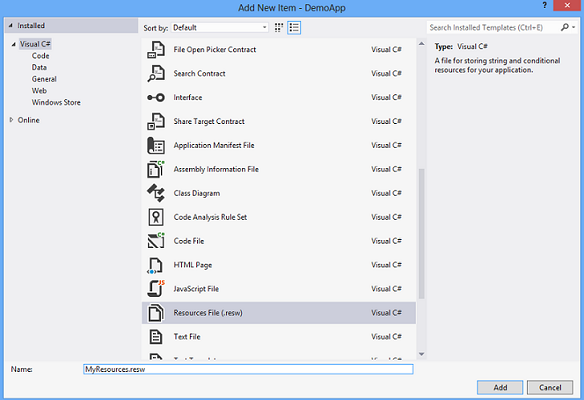 Add New Item - DemoApp
?
Installed
Sort by: Default
Search Installed Templates (Ctrl+E)
Visual C#
Code
Data
General
Web
Windows Store
Online
File Open Picker Contract Visual C#
Search Contract Visual C#
Interface Visual C#
Share Target Contract Visual C#
Application Manifest File Visual C#
Assembly Information File Visual C#
Class Diagram Visual C#
Code Analysis Rule Set Visual C#
Code File Visual C#
HTML Page Visual C#
JavaScript File Visual C#
Resources File (.resw) Visual C#
Text File Visual C#
Type: Visual C#
A file for storing string and conditional
resources for your application.
Name: MyResources.resw
Add Cancel